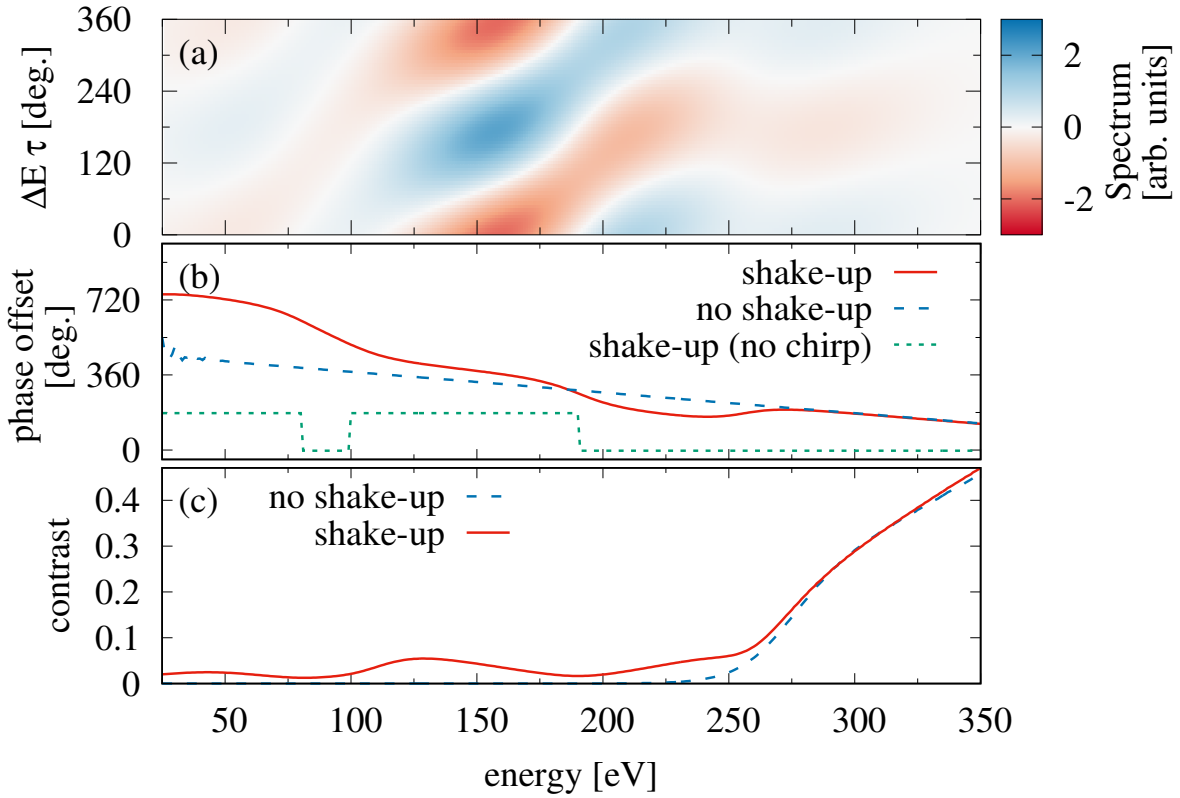 (a)
360
240
120
0
ΔE τ [deg.]
2
0
-2
Spectrum
[arb. units]
(b)
720
360
0
phase offset
[deg.]
shake-up
no shake-up
shake-up (no chirp)
(c)
0.4
0.3
0.2
0.1
0
contrast
no shake-up
shake-up
50 100 150 200 250 300 350
energy [eV]